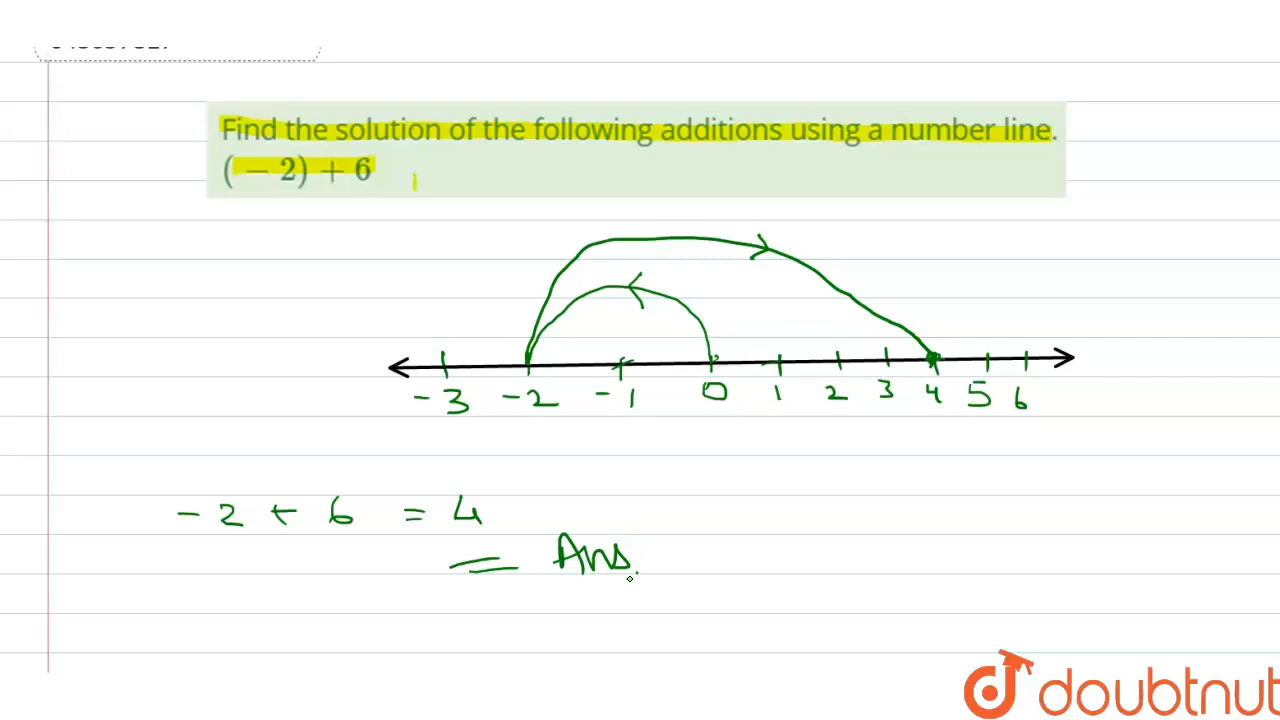 Find the solution of the following additions using a number line.
(−2)+6
-3 -2 -1 0 1 2 3 4 5 6
-2 + 6 = 4
Ans.
doubtnut